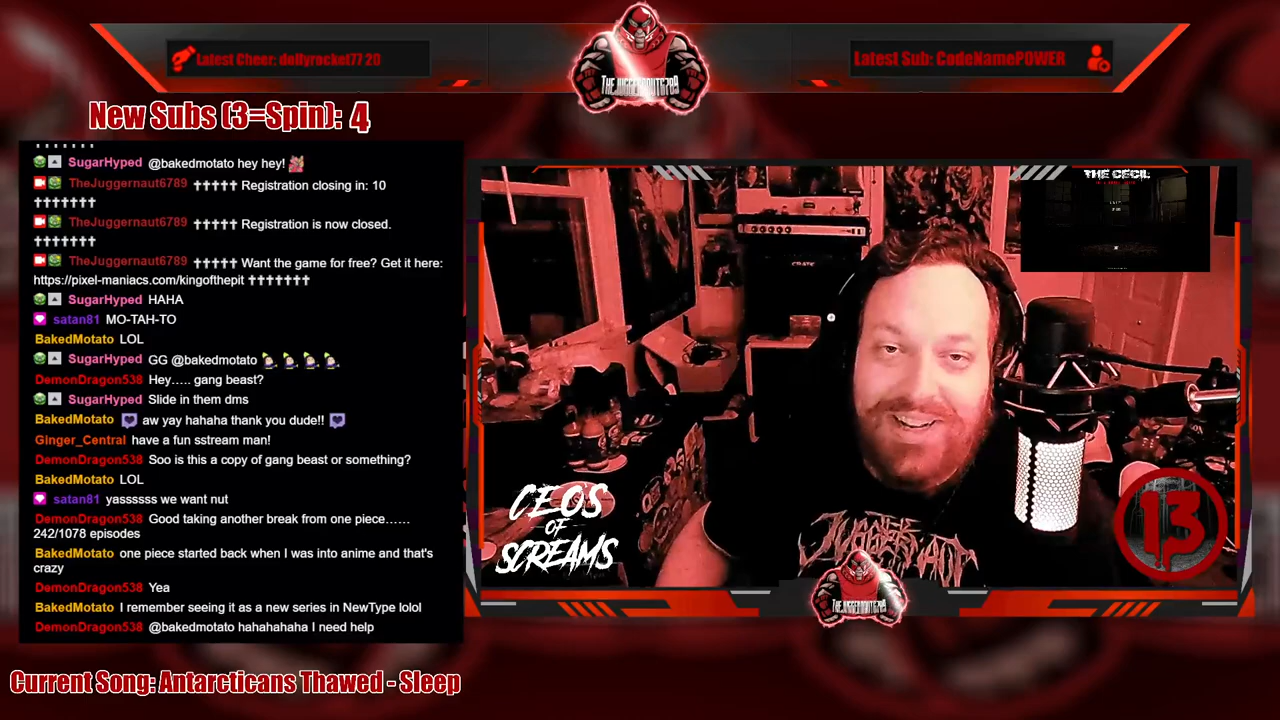 Latest Cheer: dollyrocket77 20
THEJUGGERNAUT6789
Latest Sub: CodeNamePOWER
New Subs (3=Spin): 4
SugarHyped @bakedmotato hey hey!
TheJuggernaut6789 ✝✝✝✝✝ Registration closing in: 10
✝✝✝✝✝✝✝
TheJuggernaut6789 ✝✝✝✝✝ Registration is now closed.
✝✝✝✝✝✝✝
TheJuggernaut6789 ✝✝✝✝✝ Want the game for free? Get it here:
https://pixel-maniacs.com/kingofthepit ✝✝✝✝✝✝✝
SugarHyped HAHA
satan81 MO-TAH-TO
BakedMotato LOL
SugarHyped GG @bakedmotato
DemonDragon538 Hey..... gang beast?
SugarHyped Slide in them dms
BakedMotato aw yay hahaha thank you dude!!
Ginger_Central have a fun sstream man!
DemonDragon538 Soo is this a copy of gang beast or something?
BakedMotato LOL
satan81 yassssss we want nut
DemonDragon538 Good taking another break from one piece……
242/1078 episodes
BakedMotato one piece started back when I was into anime and that's
crazy
DemonDragon538 Yea
BakedMotato I remember seeing it as a new series in NewType lolol
DemonDragon538 @bakedmotato hahahahaha I need help
THE CECIL
CRATE
CEOS
OF
SCREAMS
THE
JUGGERNAUT
13
THEJUGGERNAUT6789
Current Song: Antarcticans Thawed - Sleep